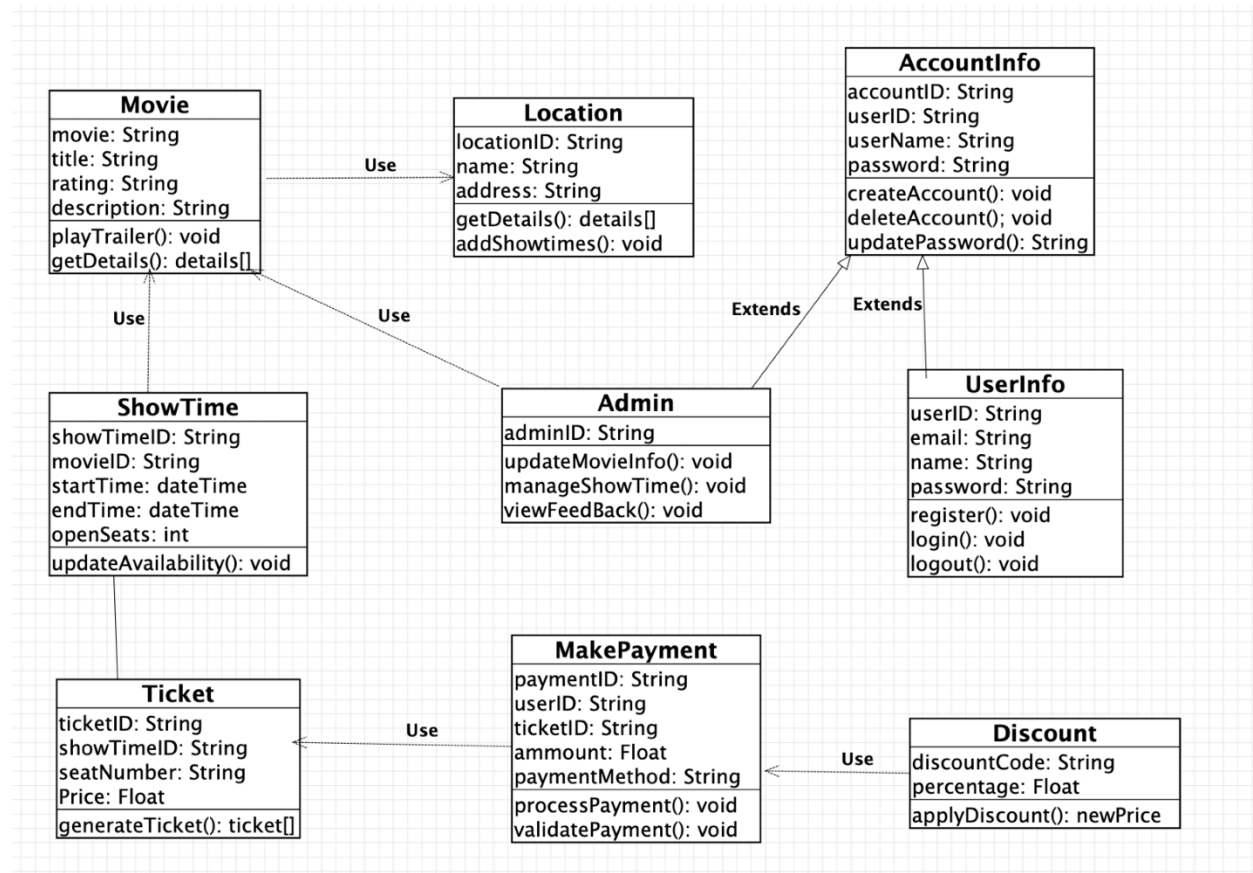 Movie
movie: String
title: String
rating: String
description: String
playTrailer(): void
getDetails(): details[]
Use
Location
locationID: String
name: String
address: String
getDetails(): details[]
addShowtimes(): void
AccountInfo
accountID: String
userID: String
userName: String
password: String
createAccount(): void
deleteAccount(); void
updatePassword(): String
Use
Use
Extends
Extends
ShowTime
showTimeID: String
movieID: String
startTime: dateTime
endTime: dateTime
openSeats: int
updateAvailability(): void
Admin
adminID: String
updateMovieInfo(): void
manageShowTime(): void
viewFeedBack(): void
UserInfo
userID: String
email: String
name: String
password: String
register(): void
login(): void
logout(): void
Ticket
ticketID: String
showTimeID: String
seatNumber: String
Price: Float
generateTicket(): ticket[]
Use
MakePayment
paymentID: String
userID: String
ticketID: String
ammount: Float
paymentMethod: String
processPayment(): void
validatePayment(): void
Use
Discount
discountCode: String
percentage: Float
applyDiscount(): newPrice